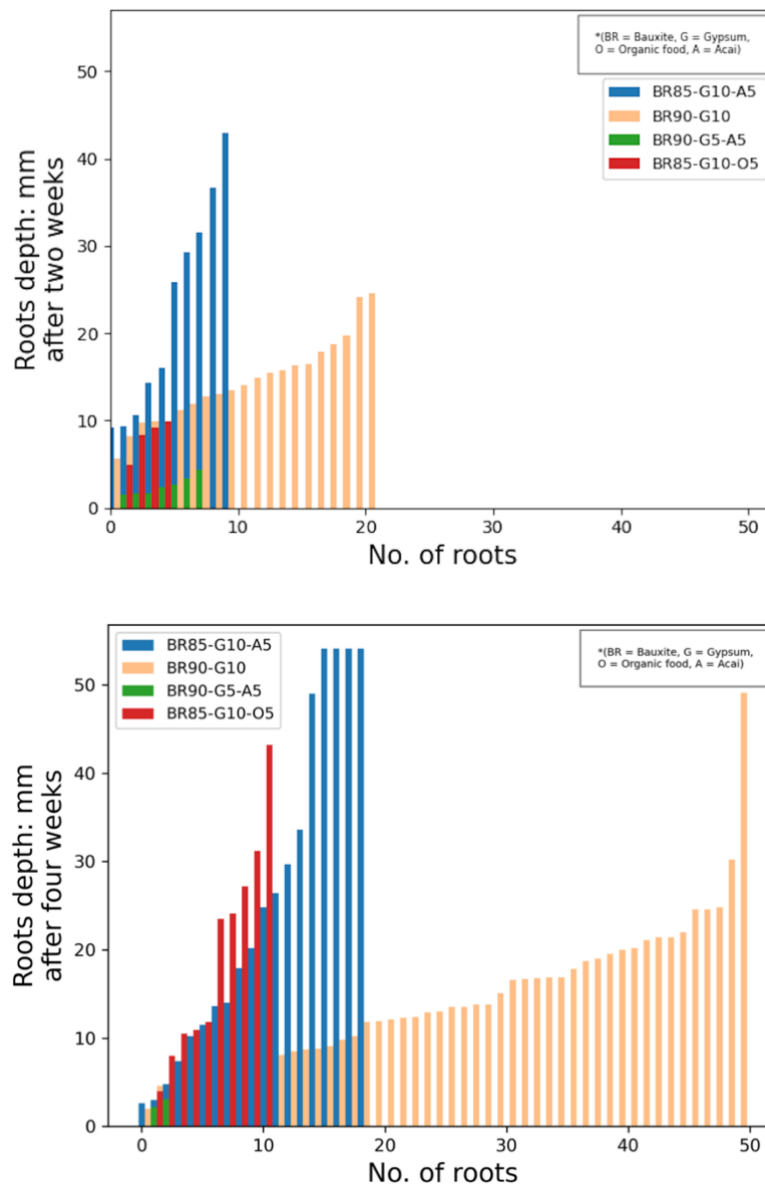 *(BR = Bauxite, G = Gypsum,
O = Organic food, A = Acai)
BR85-G10-A5
BR90-G10
BR90-G5-A5
BR85-G10-O5
Roots depth: mm
after two weeks
50
40
30
20
10
0
0 10 20 30 40 50
No. of roots
BR85-G10-A5
BR90-G10
BR90-G5-A5
BR85-G10-O5
*(BR = Bauxite, G = Gypsum,
O = Organic food, A = Acai)
Roots depth: mm
after four weeks
50
40
30
20
10
0
0 10 20 30 40 50
No. of roots